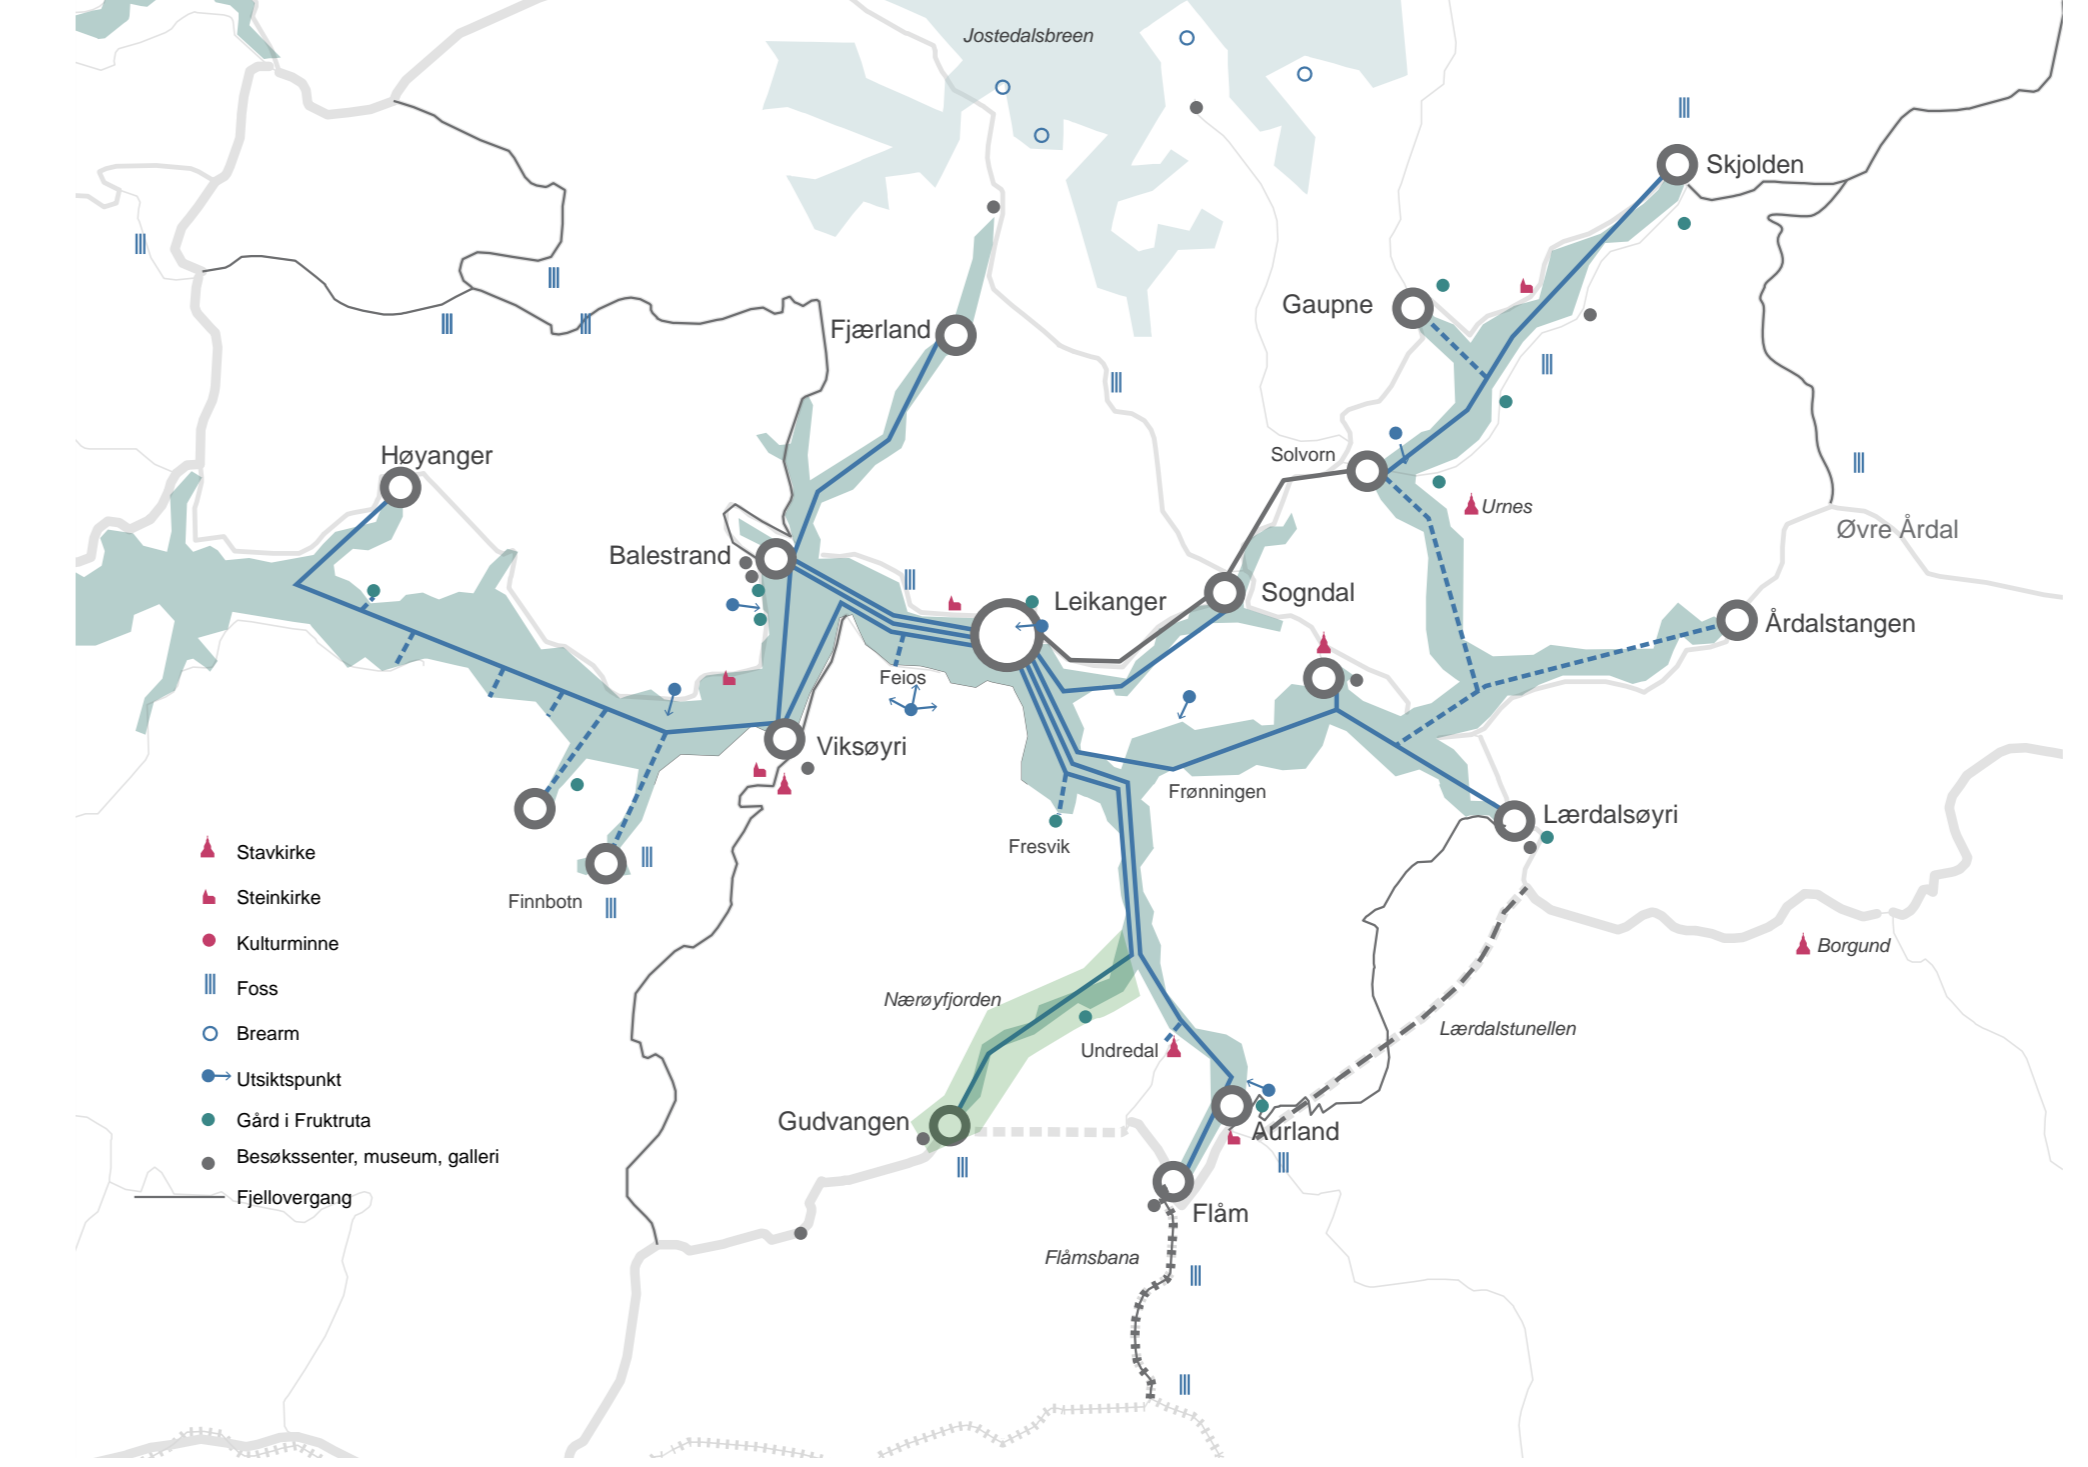 Jostedalsbreen
Skjolden
Gaupne
Fjærland
Høyanger
Solvorn
Urnes
Øvre Årdal
Balestrand
Leikanger
Sogndal
Årdalstangen
Feios
Viksøyri
Frønningen
Lærdalsøyri
Fresvik
Finnbotn
Borgund
Nærøyfjorden
Lærdalstunellen
Undredal
Gudvangen
Aurland
Flåm
Flåmsbana
Stavkirke
Steinkirke
Kulturminne
Foss
Brearm
Utsiktspunkt
Gård i Fruktruta
Besøkssenter, museum, galleri
Fjellovergang